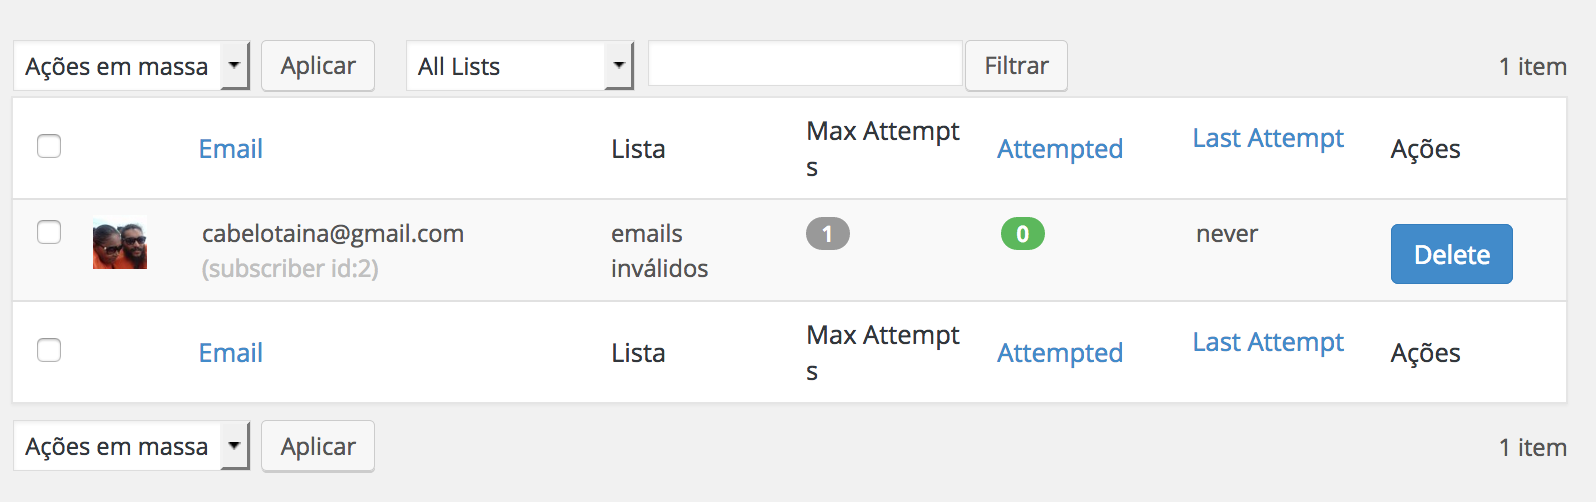 Ações em massa Aplicar All Lists Filtrar 1 item
Email Lista Max Attempt
s Attempted Last Attempt Ações
cabelotaina@gmail.com emails 1 0 never Delete
(subscriber id:2) inválidos
Email Lista Max Attempt
s Attempted Last Attempt Ações
Ações em massa Aplicar 1 item